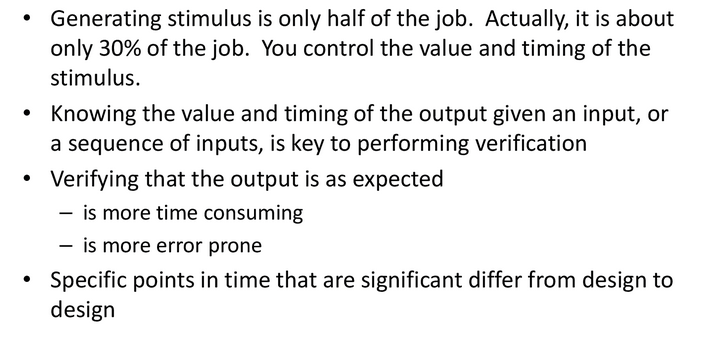 • Generating stimulus is only half of the job.  Actually, it is about
only 30% of the job.  You control the value and timing of the
stimulus.
• Knowing the value and timing of the output given an input, or
a sequence of inputs, is key to performing verification
• Verifying that the output is as expected
– is more time consuming
– is more error prone
• Specific points in time that are significant differ from design to
design